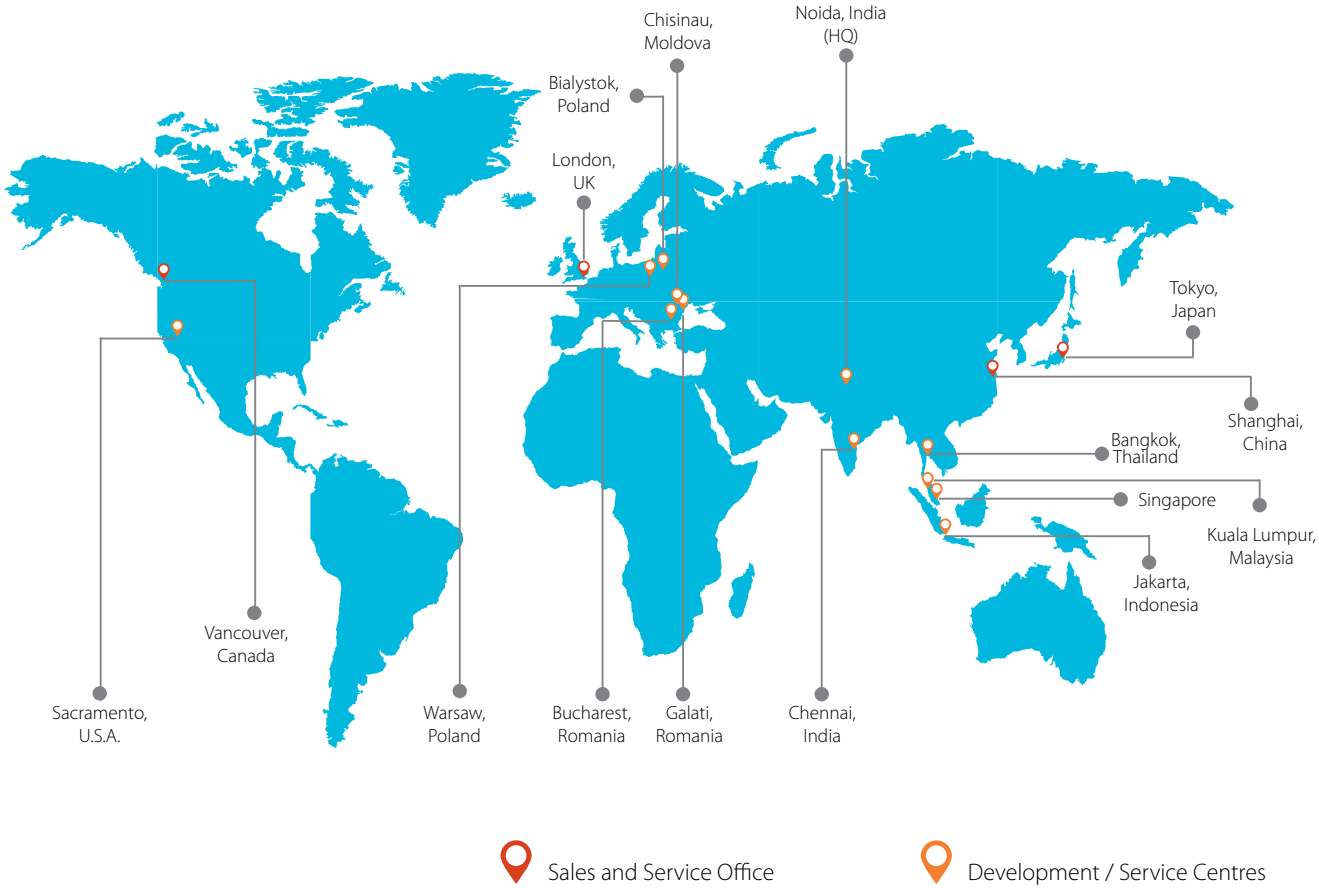 Noida, India
(HQ)
Chisinau,
Moldova
Bialystok,
Poland
London,
UK
Tokyo,
Japan
Shanghai,
China
Bangkok,
Thailand
Singapore
Kuala Lumpur,
Malaysia
Jakarta,
Indonesia
Vancouver,
Canada
Sacramento,
U.S.A.
Warsaw,
Poland
Bucharest,
Romania
Galati,
Romania
Chennai,
India
Sales and Service Office
Development / Service Centres